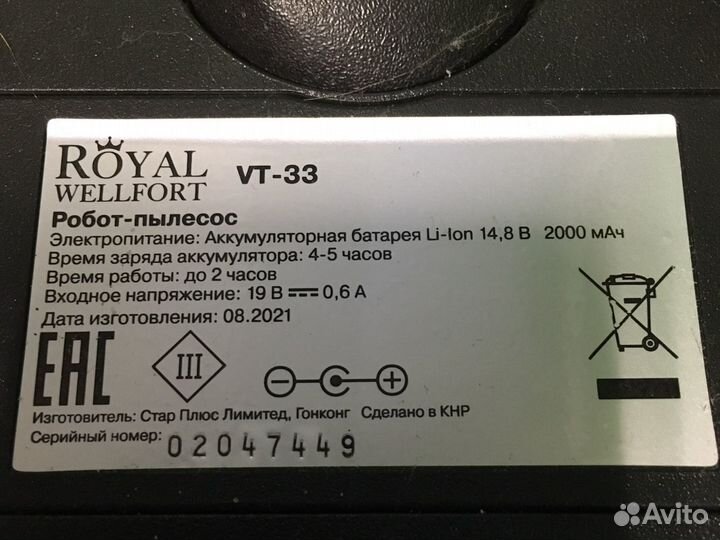 ROYAL
WELLFORT
VT-33
Робот-пылесос
Электропитание: Аккумуляторная батарея Li-Ion 14,8 В 2000 мАч
Время заряда аккумулятора: 4-5 часов
Время работы: до 2 часов
Входное напряжение: 19 В 0,6 А
Дата изготовления: 08.2021
EAC
III
Изготовитель: Стар Плюс Лимитед, Гонконг Сделано в КНР
Серийный номер: 02047449
Avito